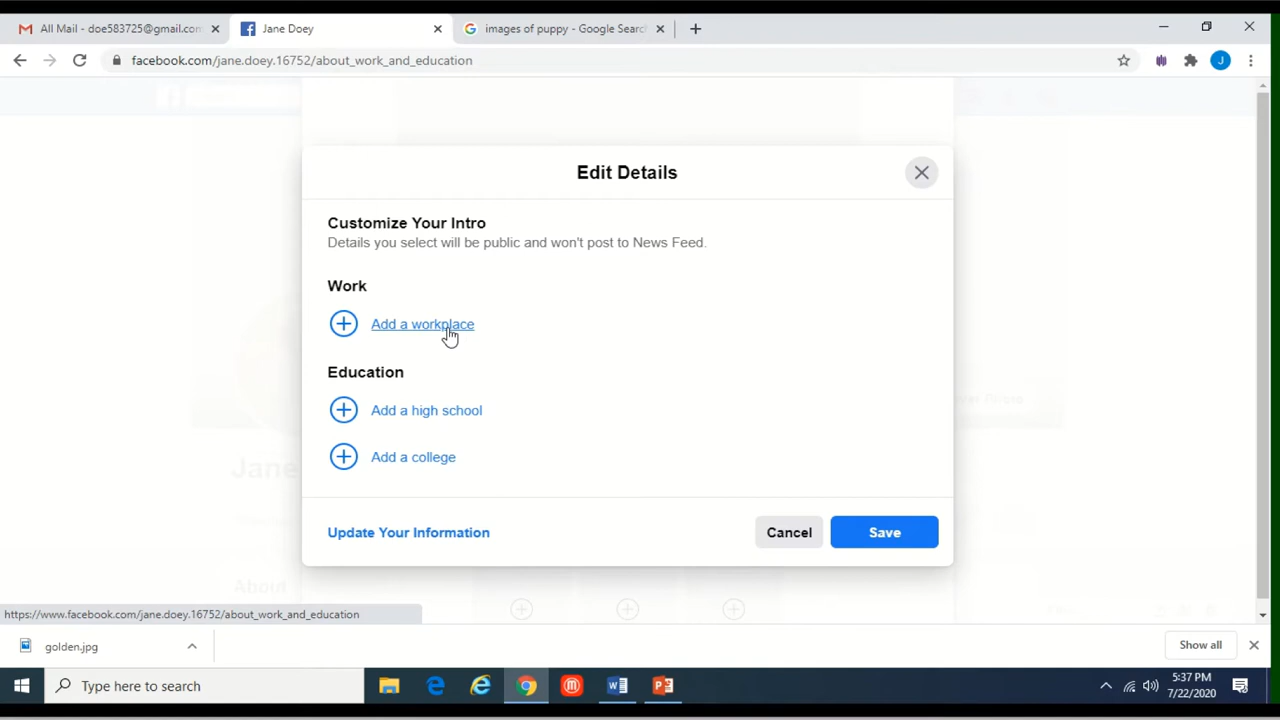 All Mail - doe583725@gmail.com
Jane Doey
images of puppy - Google Search
facebook.com/jane.doey.16752/about_work_and_education
J
Edit Details
Customize Your Intro
Details you select will be public and won't post to News Feed.
Work
Add a workplace
Education
Add a high school
Add a college
Jane
Update Your Information
Cancel
Save
About
https://www.facebook.com/jane.doey.16752/about_work_and_education
golden.jpg
Show all
Type here to search
5:37 PM
7/22/2020